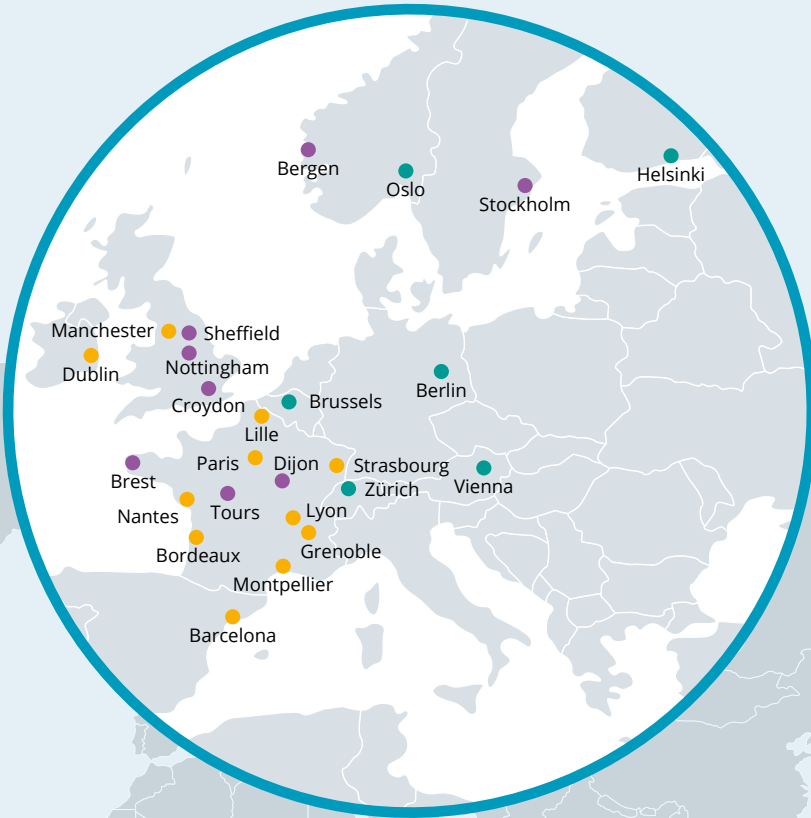 Bergen
Oslo
Helsinki
Stockholm
Manchester
Sheffield
Dublin
Nottingham
Berlin
Croydon
Brussels
Lille
Paris
Dijon
Strasbourg
Brest
Zürich
Vienna
Nantes
Tours
Lyon
Bordeaux
Grenoble
Montpellier
Barcelona